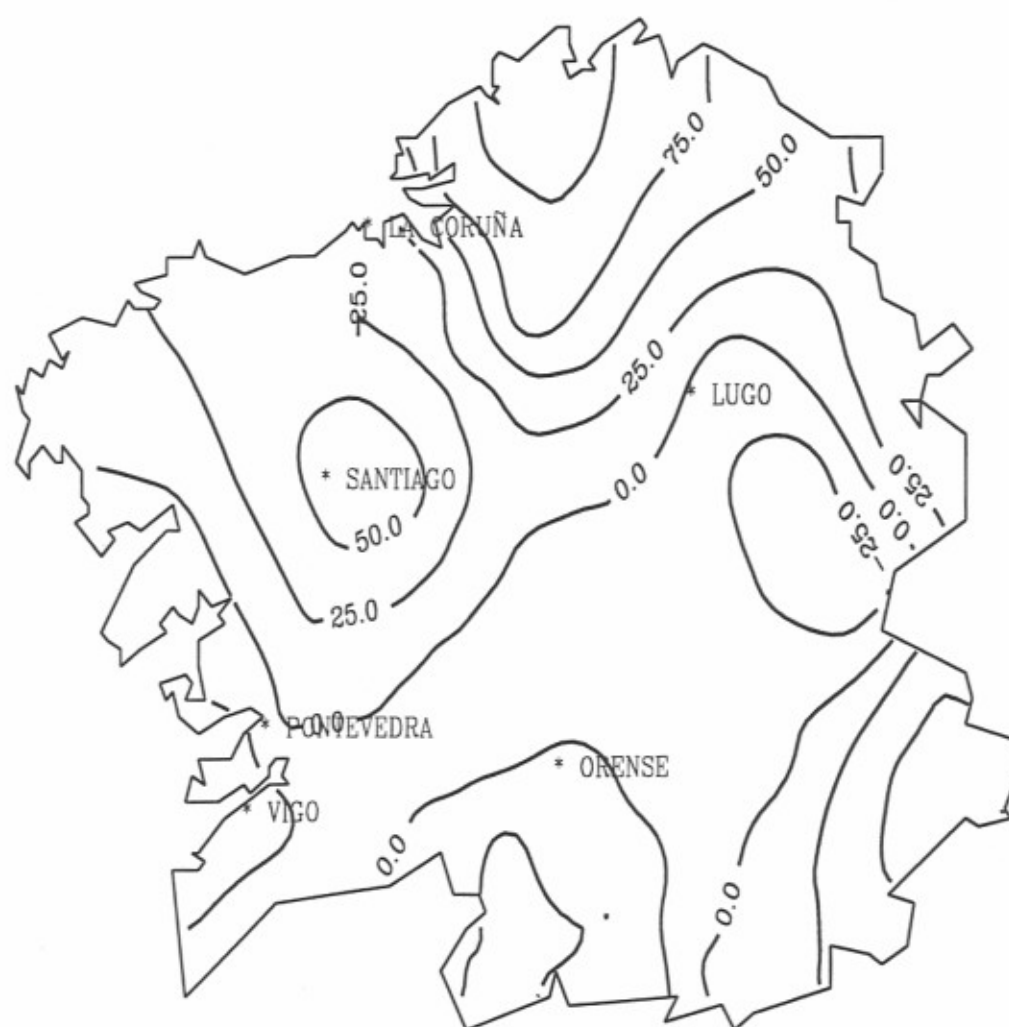 75.0
50.0
* LA CORUÑA
-25.0
25.0
* LUGO
0.0
* SANTIAGO
-25.0
-0.0
-25.0
50.0
25.0
* PONTEVEDRA
0.0
* ORENSE
* VIGO
0.0
0.0